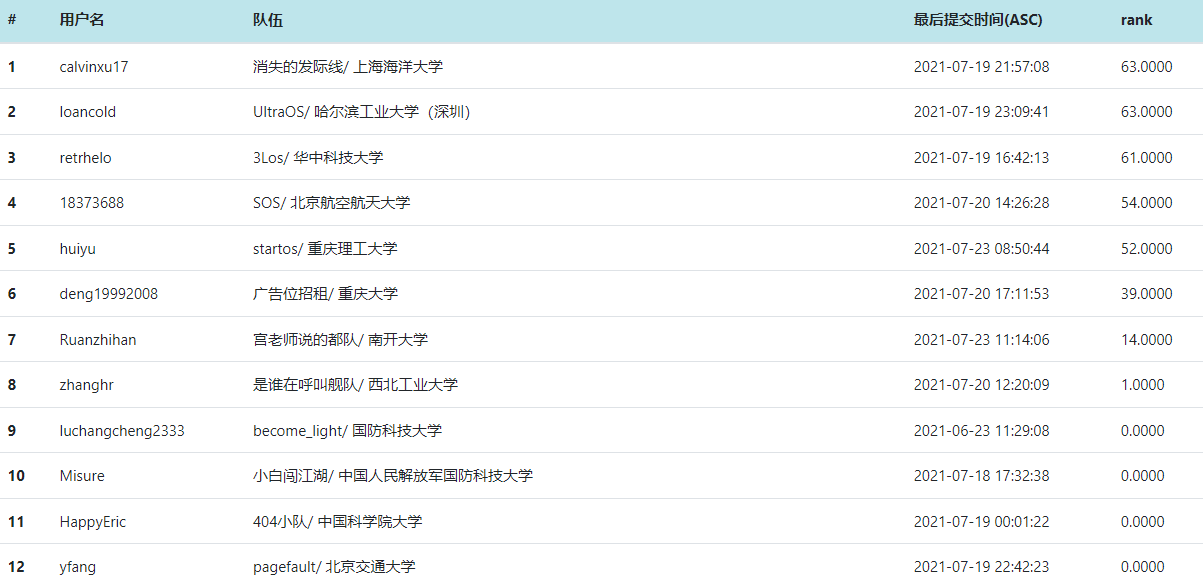 # 用户名 队伍 最后提交时间(ASC) rank
1 calvinxu17 消失的发际线/ 上海海洋大学 2021-07-19 21:57:08 63.0000
2 loancold UltraOS/ 哈尔滨工业大学（深圳） 2021-07-19 23:09:41 63.0000
3 retrhelo 3Los/ 华中科技大学 2021-07-19 16:42:13 61.0000
4 18373688 SOS/ 北京航空航天大学 2021-07-20 14:26:28 54.0000
5 huiyu startos/ 重庆理工大学 2021-07-23 08:50:44 52.0000
6 deng19992008 广告位招租/ 重庆大学 2021-07-20 17:11:53 39.0000
7 Ruanzhihan 宫老师说的都队/ 南开大学 2021-07-23 11:14:06 14.0000
8 zhanghr 是谁在呼叫舰队/ 西北工业大学 2021-07-20 12:20:09 1.0000
9 luchangcheng2333 become_light/ 国防科技大学 2021-06-23 11:29:08 0.0000
10 Misure 小白闯江湖/ 中国人民解放军国防科技大学 2021-07-18 17:32:38 0.0000
11 HappyEric 404小队/ 中国科学院大学 2021-07-19 00:01:22 0.0000
12 yfang pagefault/ 北京交通大学 2021-07-19 22:42:23 0.0000